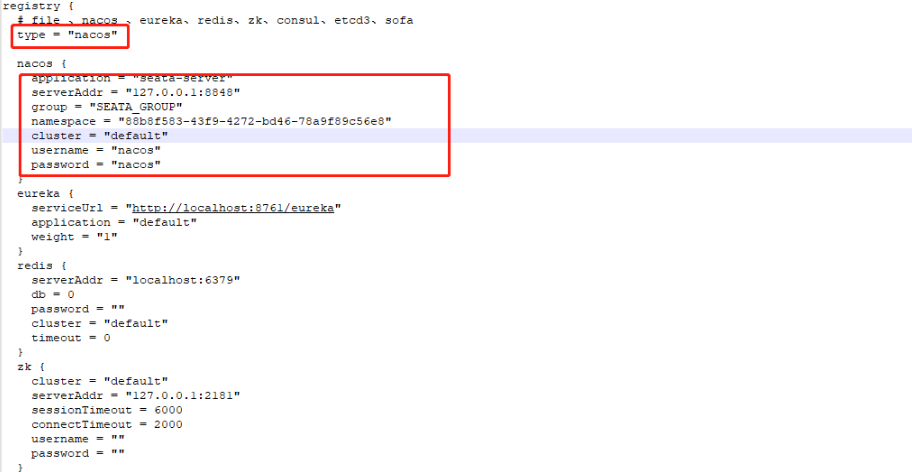 registry {
# file 、nacos 、eureka、redis、zk、consul、etcd3、sofa
type = "nacos"
nacos {
application = "seata-server"
serverAddr = "127.0.0.1:8848"
group = "SEATA_GROUP"
namespace = "88b8f583-43f9-4272-bd46-78a9f89c56e8"
cluster = "default"
username = "nacos"
password = "nacos"
}
eureka {
serviceUrl = "http://localhost:8761/eureka"
application = "default"
weight = "1"
}
redis {
serverAddr = "localhost:6379"
db = 0
password = ""
cluster = "default"
timeout = 0
}
zk {
cluster = "default"
serverAddr = "127.0.0.1:2181"
sessionTimeout = 6000
connectTimeout = 2000
username = ""
password = ""
}